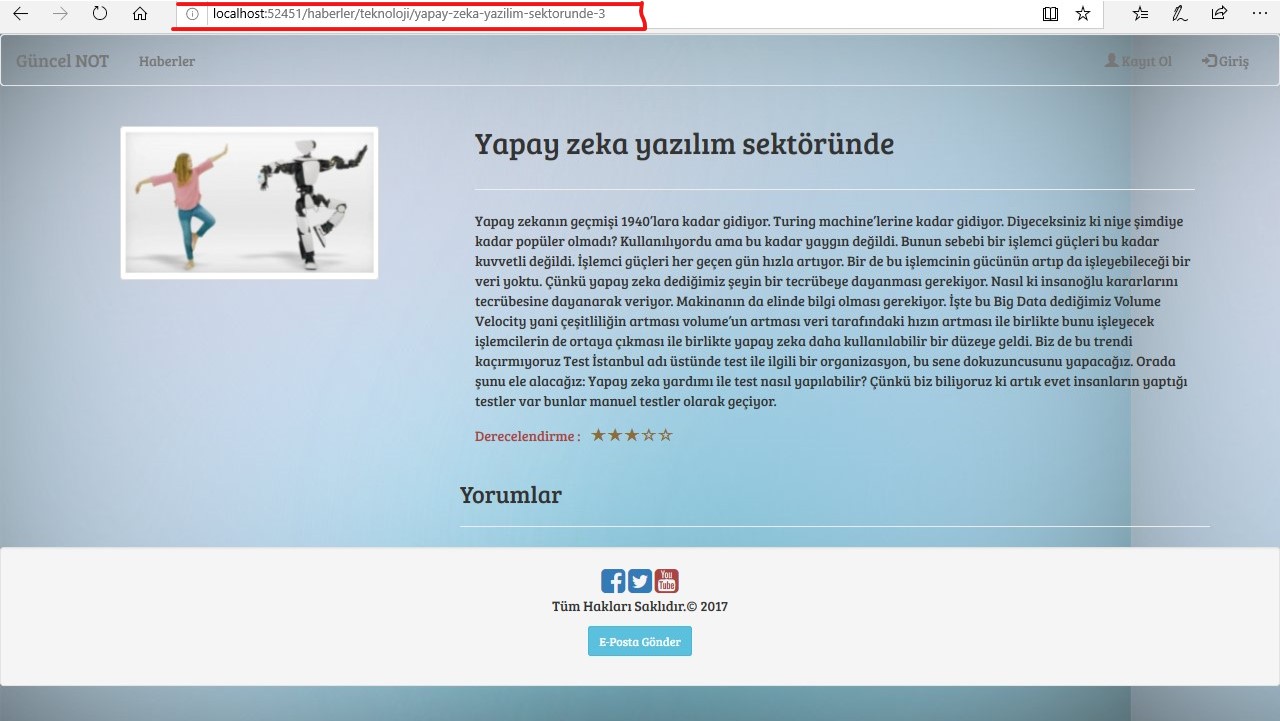 localhost:52451/haberler/teknoloji/yapay-zeka-yazilim-sektorunde-3
Güncel NOT Haberler Kayıt Ol Giriş
Yapay zeka yazılım sektöründe
Yapay zekanın geçmişi 1940'lara kadar gidiyor. Turing machine'lerine kadar gidiyor. Diyeceksiniz ki niye şimdiye
kadar popüler olmadı? Kullanılıyordu ama bu kadar yaygın değildi. Bunun sebebi bir işlemci güçleri bu kadar
kuvvetli değildi. İşlemci güçleri her geçen gün hızla artıyor. Bir de bu işlemcinin gücünün artıp da işleyebileceği bir
veri yoktu. Çünkü yapay zeka dediğimiz şeyin bir tecrübeye dayanması gerekiyor. Nasıl ki insanoğlu kararlarını
tecrübesine dayanarak veriyor. Makinanın da elinde bilgi olması gerekiyor. İşte bu Big Data dediğimiz Volume
Velocity yani çeşitliliğin artması volume'un artması veri tarafındaki hızın artması ile birlikte bunu işleyecek
işlemcilerin de ortaya çıkması ile birlikte yapay zeka daha kullanılabilir bir düzeye geldi. Biz de bu trendi
kaçırmıyoruz Test İstanbul adı üstünde test ile ilgili bir organizasyon, bu sene dokuzuncusunu yapacağız. Orada
şunu ele alacağız: Yapay zeka yardımı ile test nasıl yapılabilir? Çünkü biz biliyoruz ki artık evet insanların yaptığı
testler var bunlar manuel testler olarak geçiyor.
Derecelendirme : ★★★☆☆
Yorumlar
You Tube
Tüm Hakları Saklıdır.© 2017
E-Posta Gönder